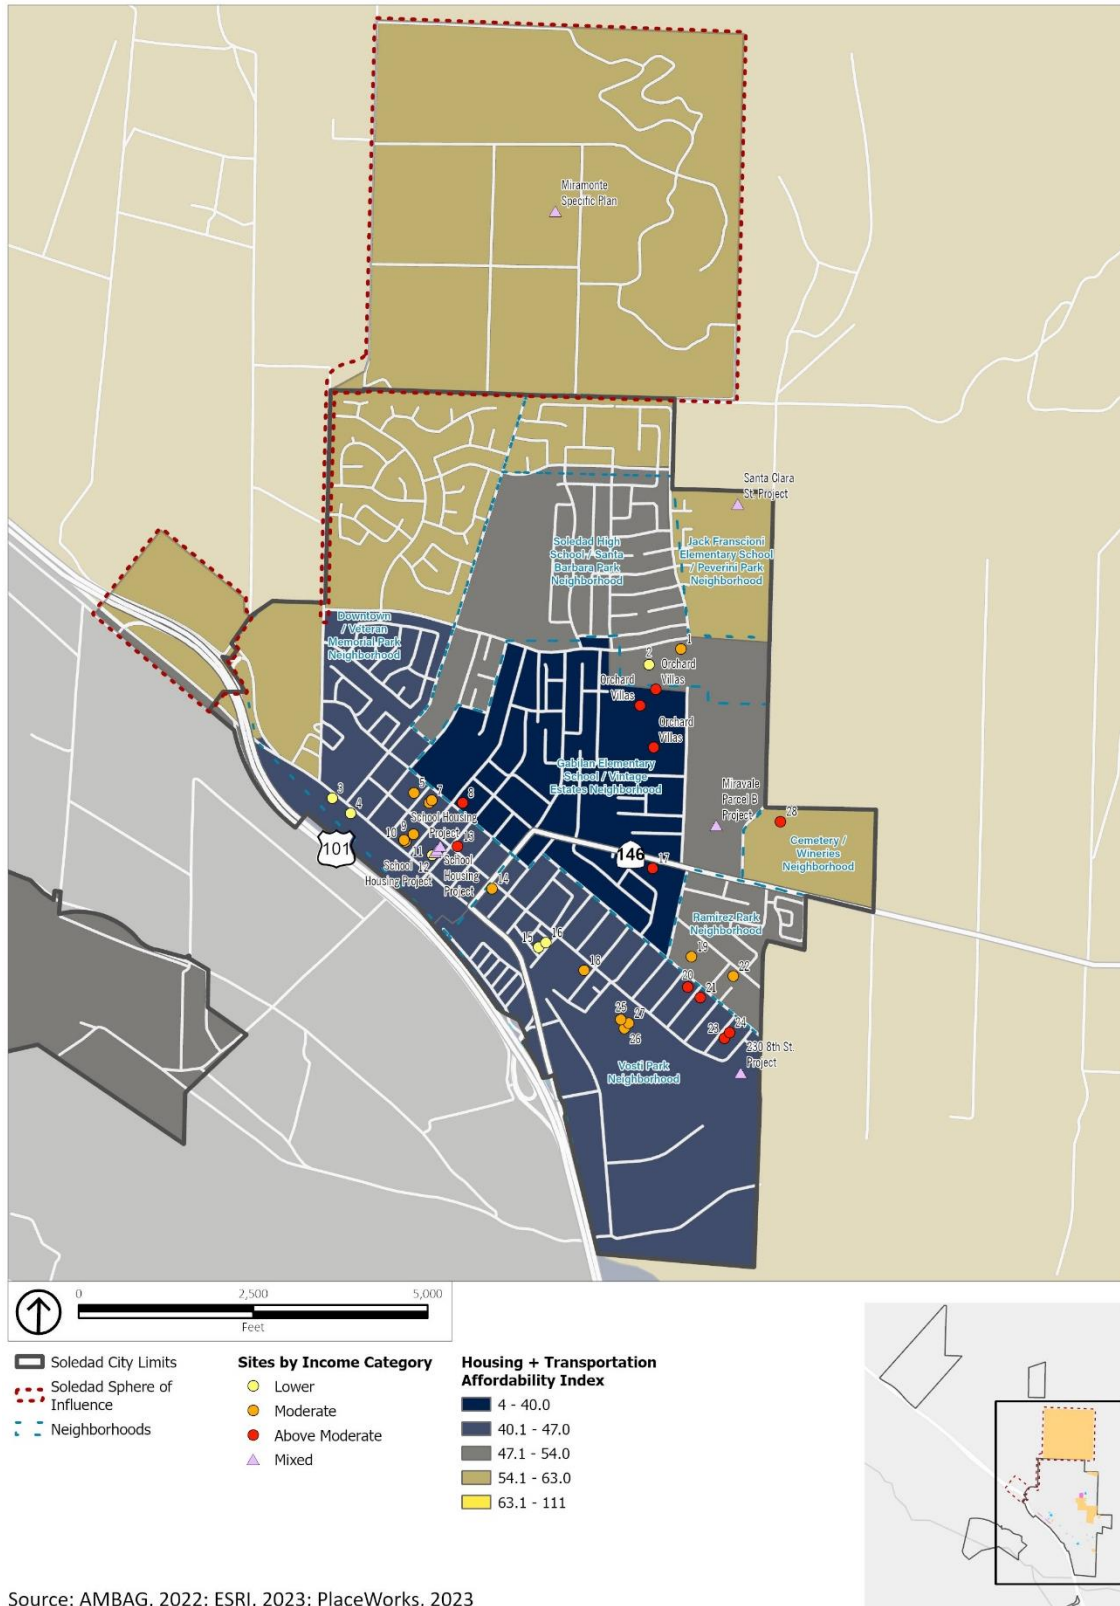 Miramonte
Specific Plan
Santa Clara
St. Project
Soledad High
School / Santa
Barbara Park
Neighborhood
Jack Franscioni
Elementary School
/ Peverini Park
Neighborhood
Downtown
/ Veteran
Memorial Park
Neighborhood
1
2
Orchard
Villas
Orchard
Villas
Orchard
Villas
Gabilan Elementary
School / Vintage
Estates Neighborhood
3
4
5
7
8
Miravale
Parcel B
Project
28
Cemetery /
Wineries
Neighborhood
School Housing
Project
9
10
11
12
13
101
School
Housing Project
School
Housing
Project
146
17
14
15
16
18
Ramirez Park
Neighborhood
19
22
20
21
25
27
26
23
24
230 8th St.
Project
Vosti Park
Neighborhood
0
2,500
5,000
Feet
Soledad City Limits
Soledad Sphere of
Influence
Neighborhoods
Sites by Income Category
Lower
Moderate
Above Moderate
Mixed
Housing + Transportation
Affordability Index
4 - 40.0
40.1 - 47.0
47.1 - 54.0
54.1 - 63.0
63.1 - 111
Source: AMBAG, 2022; ESRI, 2023; PlaceWorks, 2023